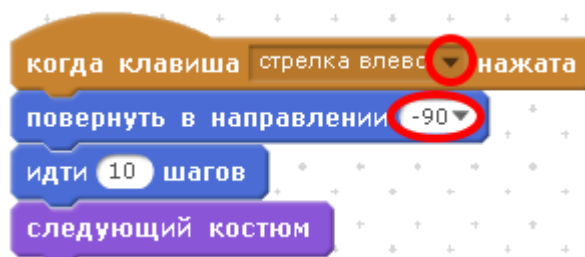 когда клавиша стрелка влево нажата
повернуть в направлении -90
идти 10 шагов
следующий костюм